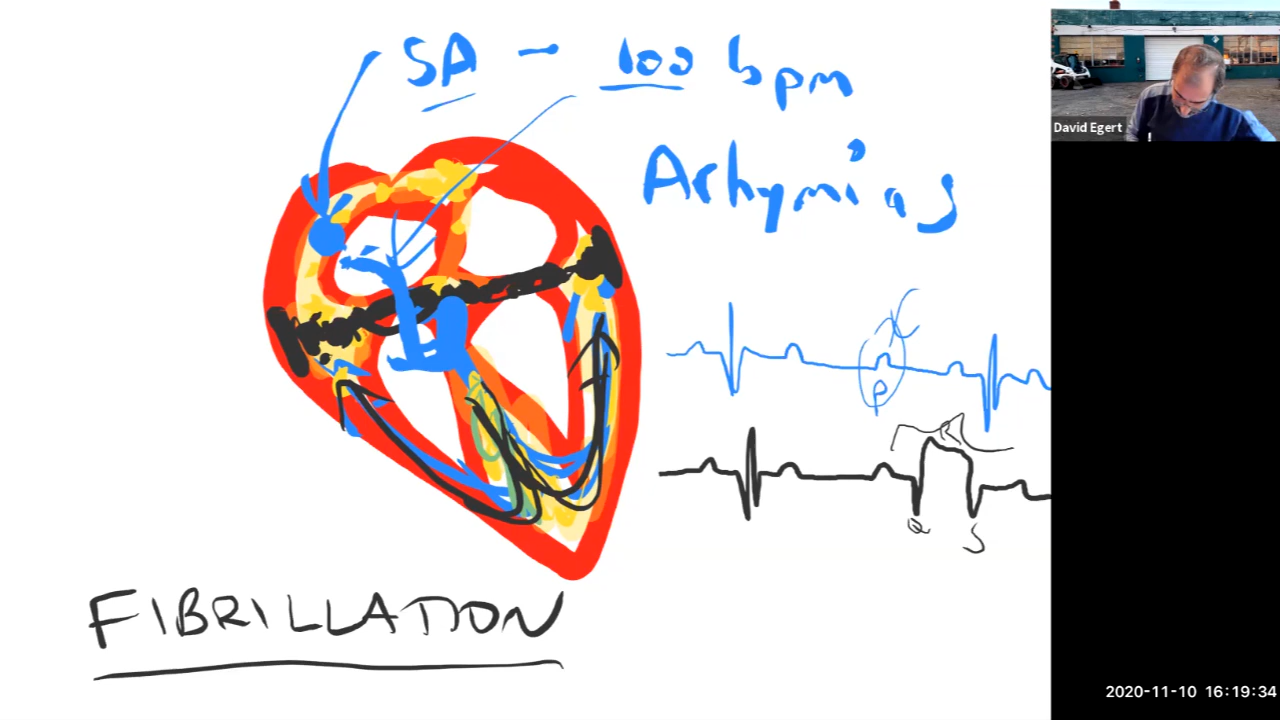 SA - 100 bpm
Arhymias
P
R
Q
S
FIBRILLATION
David Egert
2020-11-10 16:19:34